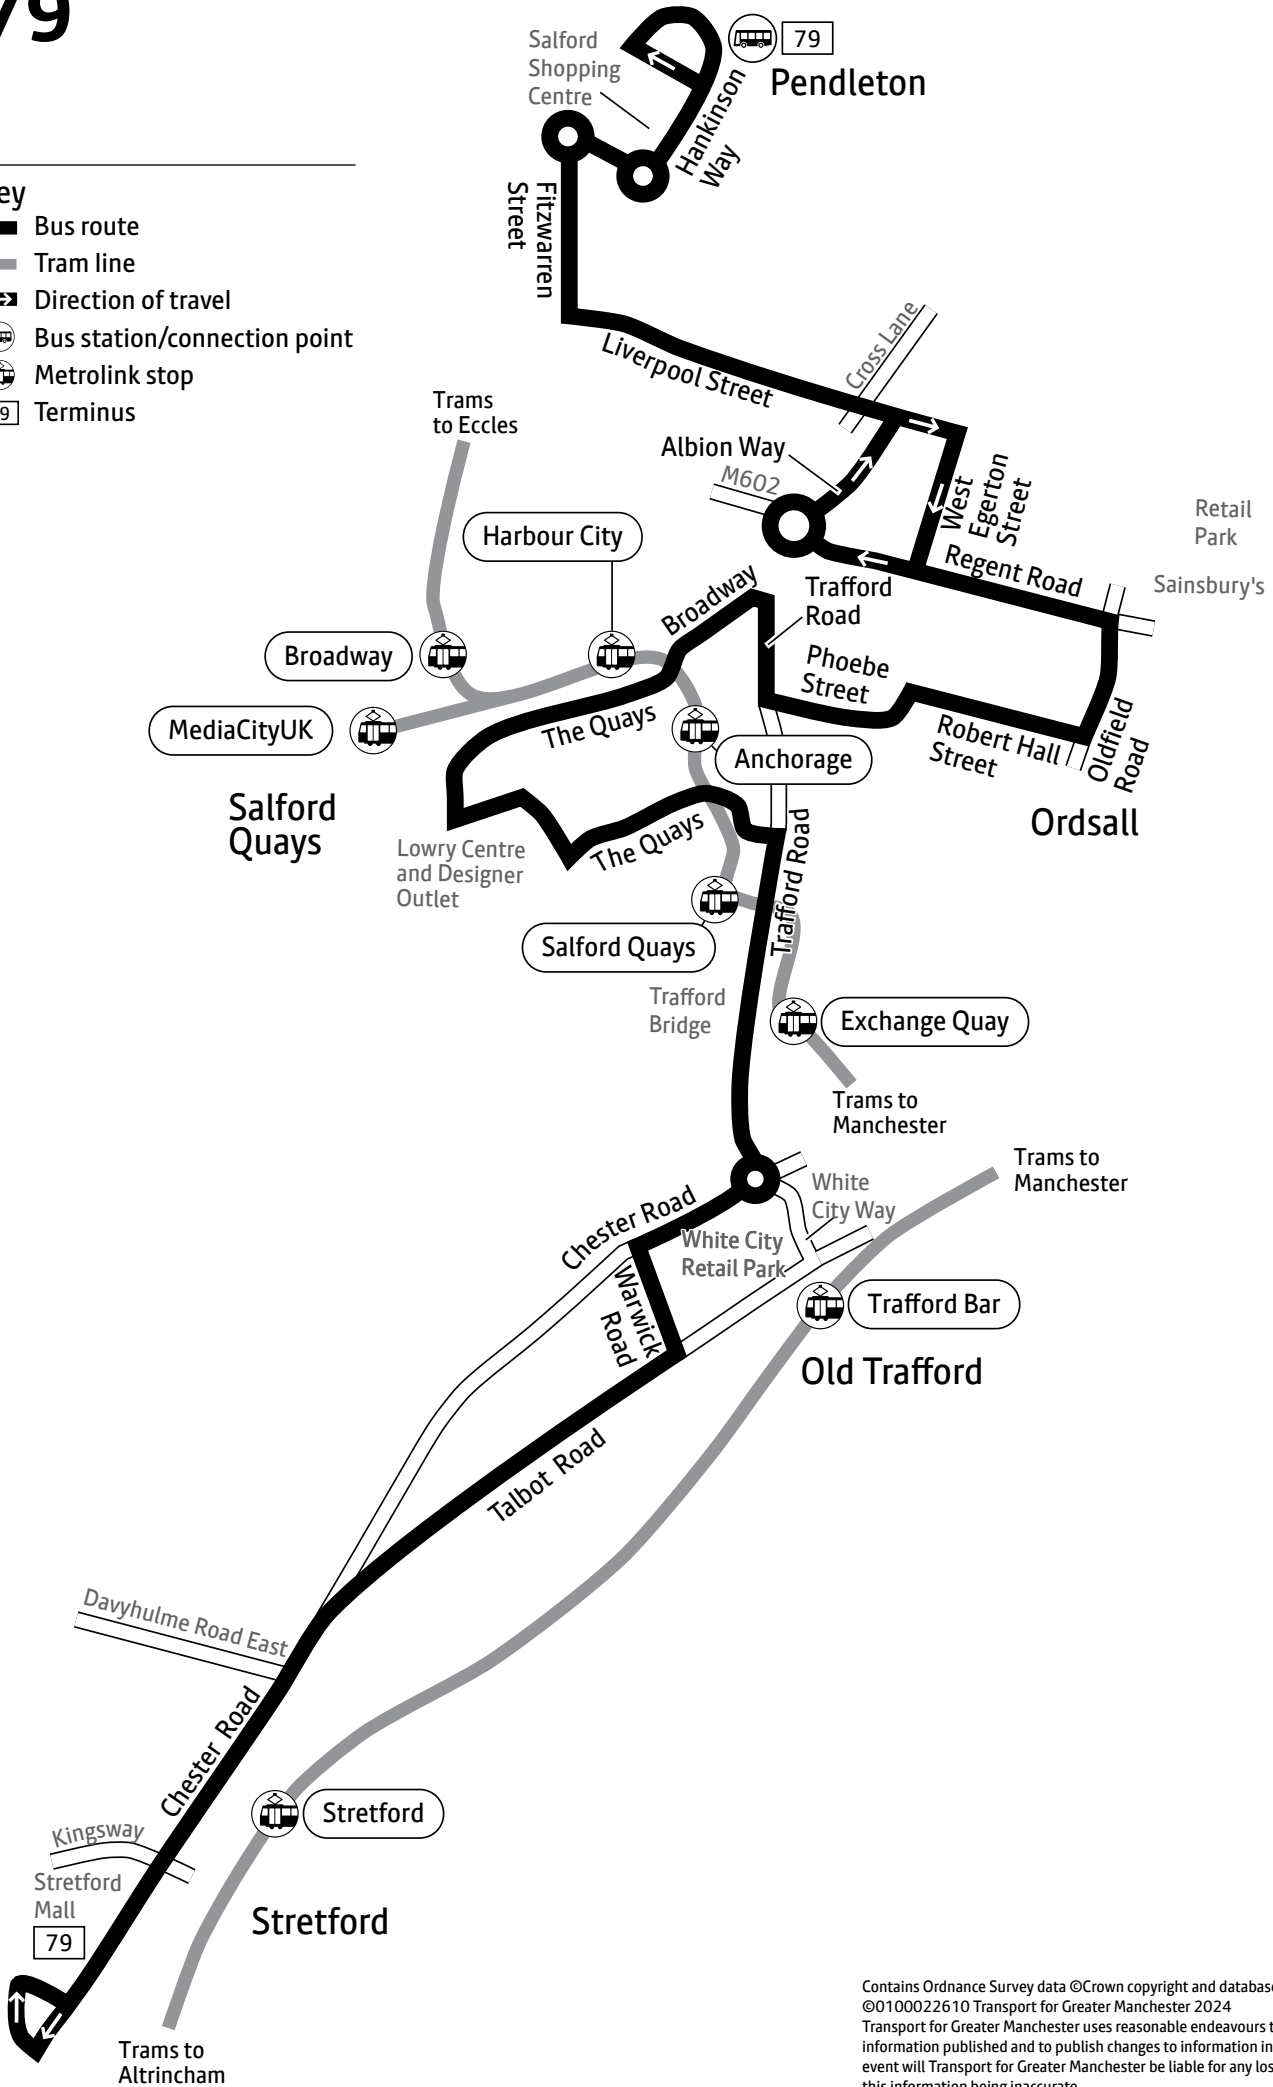 79
Salford
Shopping
Centre
79
Pendleton
Hankinson
Way
Fitzwarren
Street
Bus route
Tram line
Direction of travel
Bus station/connection point
Metrolink stop
Terminus
Cross Lane
Liverpool Street
Trams
to Eccles
Albion Way
M602
West
Egerton
Street
Retail
Park
Harbour City
Regent Road
Sainsbury's
Broadway
Trafford
Road
Broadway
Phoebe
Street
MediaCityUK
The Quays
Anchorage
Robert Hall
Street
Oldfield
Road
Salford
Quays
Ordsall
Lowry Centre
and Designer
Outlet
The Quays
Trafford Road
Salford Quays
Trafford
Bridge
Exchange Quay
Trams to
Manchester
Trams to
Manchester
White
City Way
Chester Road
White City
Retail Park
Warwick
Road
Trafford Bar
Old Trafford
Talbot Road
Davyhulme Road East
Chester Road
Stretford
Kingsway
Stretford
Mall
79
Stretford
Trams to
Altrincham
Contains Ordnance Survey data ©Crown copyright and database
©0100022610 Transport for Greater Manchester 2024
Transport for Greater Manchester uses reasonable endeavours
information published and to publish changes to information in
event will Transport for Greater Manchester be liable for any
this information being inaccurate